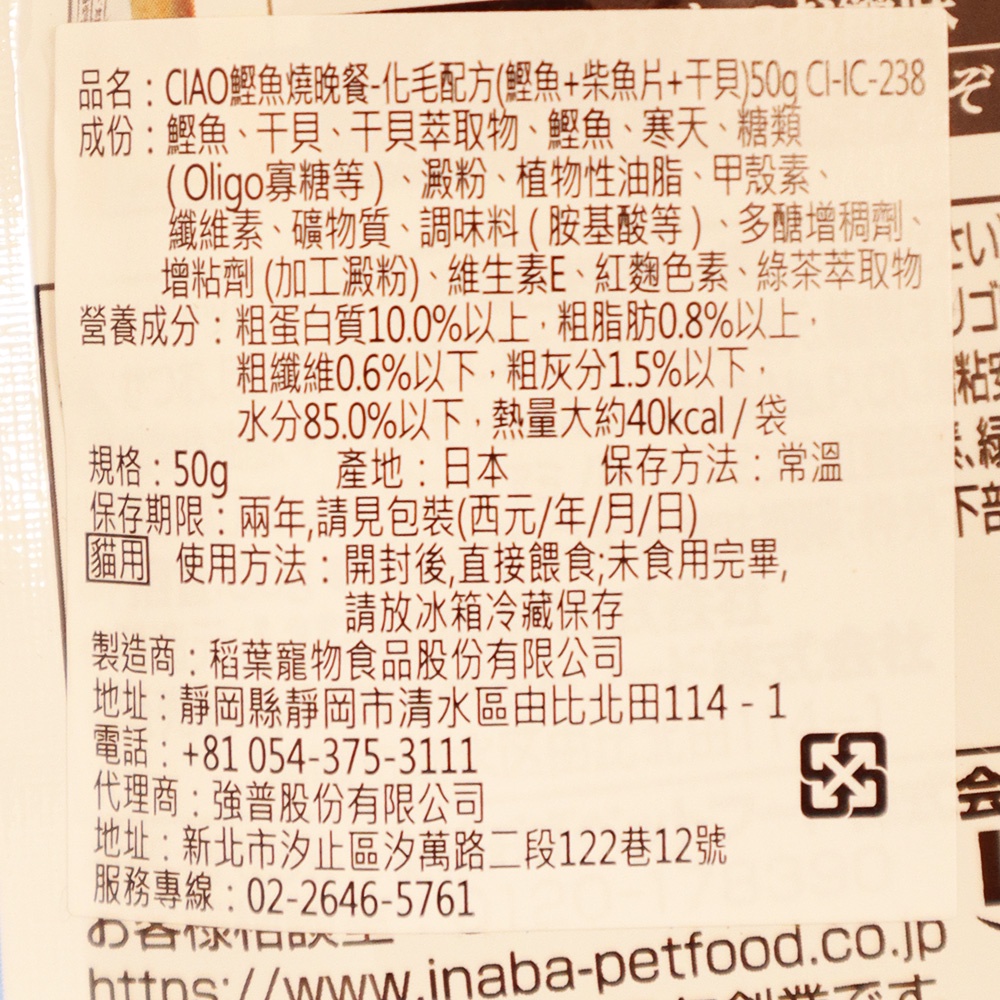 品名：CIAO鰹魚燒晚餐-化毛配方(鰹魚+柴魚片+干貝)50g CI-IC-238
成份：鰹魚、干貝、干貝萃取物、鰹魚、寒天、糖類
(Oligo寡糖等)、澱粉、植物性油脂、甲殼素、
纖維素、礦物質、調味料(胺基酸等)、多醣增稠劑、
增粘劑(加工澱粉)、維生素E、紅麴色素、綠茶萃取物
營養成分：粗蛋白質10.0%以上，粗脂肪0.8%以上，
粗纖維0.6%以下，粗灰分1.5%以下，
水分85.0%以下，熱量大約40kcal / 袋
規格：50g 產地：日本 保存方法：常溫
保存期限：兩年,請見包裝(西元/年/月/日)
貓用 使用方法：開封後,直接餵食;未食用完畢,
請放冰箱冷藏保存
製造商：稻葉寵物食品股份有限公司
地址：靜岡縣靜岡市清水區由比北田114 - 1
電話：+81 054-375-3111
代理商：強普股份有限公司
地址：新北市汐止區汐萬路二段122巷12號
服務專線：02-2646-5761
お客様相談室
https://www.inaba-petfood.co.jp